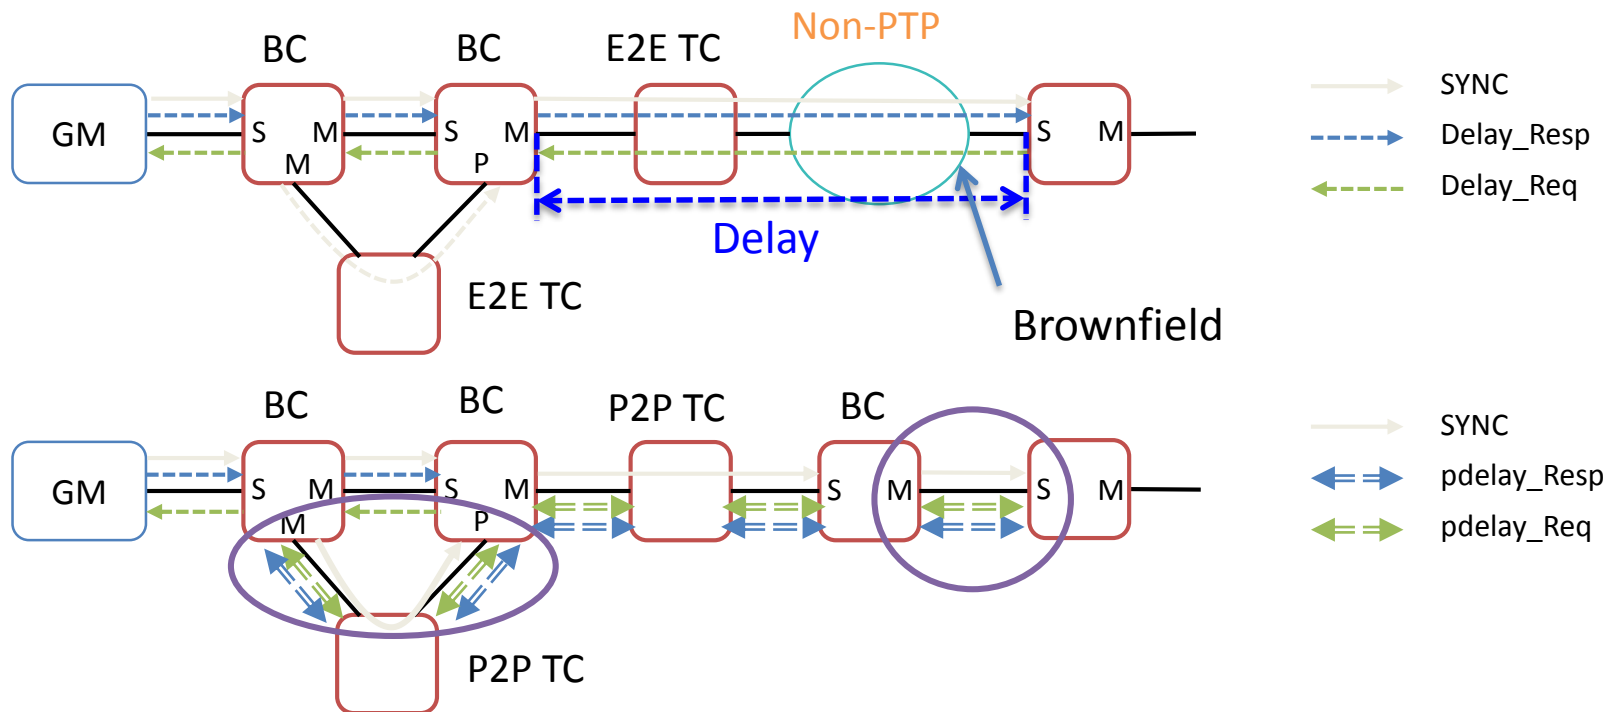 Non-PTP
BC
BC
E2E TC
GM
S
M
M
S
M
P
S
M
SYNC
Delay_Resp
Delay_Req
Delay
E2E TC
Brownfield
BC
BC
P2P TC
BC
GM
S
M
M
S
M
P
S
M
S
M
SYNC
pdelay_Resp
pdelay_Req
P2P TC